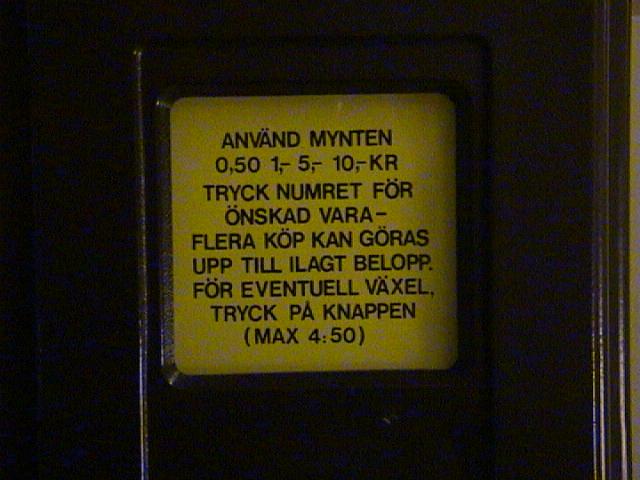 ANVÄND MYNTEN
0,50 1,- 5,- 10,-KR
TRYCK NUMRET FÖR
ÖNSKAD VARA-
FLERA KÖP KAN GÖRAS
UPP TILL ILAGT BELOPP.
FÖR EVENTUELL VÄXEL,
TRYCK PÅ KNAPPEN
(MAX 4:50)